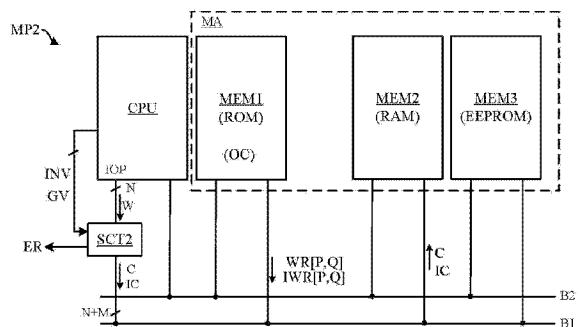 MP2
MA
CPU
MEM1
(ROM)
(OC)
MEM2
(RAM)
MEM3
(EEPROM)
IOP
INV
GV
N
W
SCT2
ER
C
IC
WR[P,Q]
IWR[P,Q]
C
IC
N+M
B2
B1